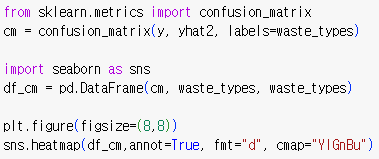 from sklearn.metrics import confusion_matrix
cm = confusion_matrix(y, yhat2, labels=waste_types)
import seaborn as sns
df_cm = pd.DataFrame(cm, waste_types, waste_types)
plt.figure(figsize=(8,8))
sns.heatmap(df_cm,annot=True, fmt="d", cmap="YlGnBu")